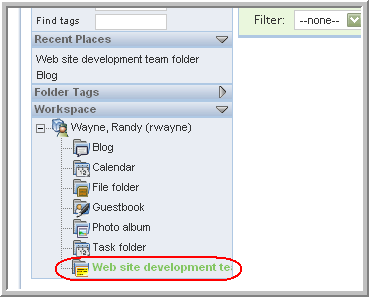 Find tags
Filter: --none--
Recent Places
Web site development team folder
Blog
Folder Tags
Workspace
Wayne, Randy (rwayne)
Blog
Calendar
File folder
Guestbook
Photo album
Task folder
Web site development tea